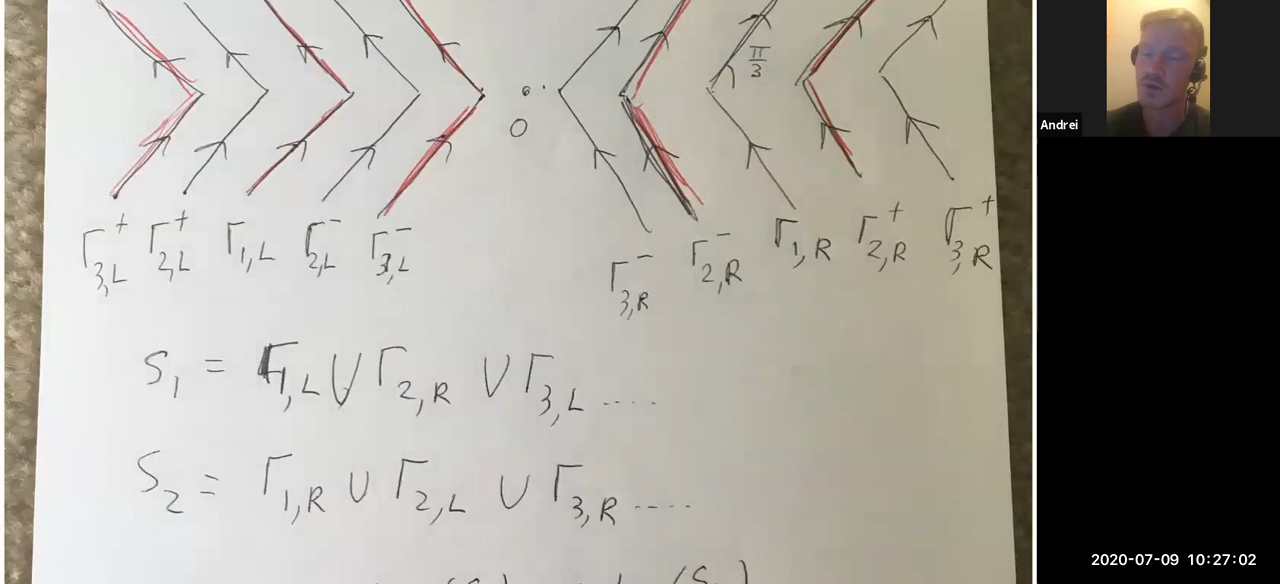 π/3
0
Γ⁺₃,L Γ⁺₂,L Γ₁,L Γ⁻₂,L Γ⁻₃,L Γ⁻₃,R Γ⁻₂,R Γ₁,R Γ⁺₂,R Γ⁺₃,R
S₁ = Γ₁,L ∪ Γ₂,R ∪ Γ₃,L ....
S₂ = Γ₁,R ∪ Γ₂,L ∪ Γ₃,R ....
Andrei
2020-07-09 10:27:02